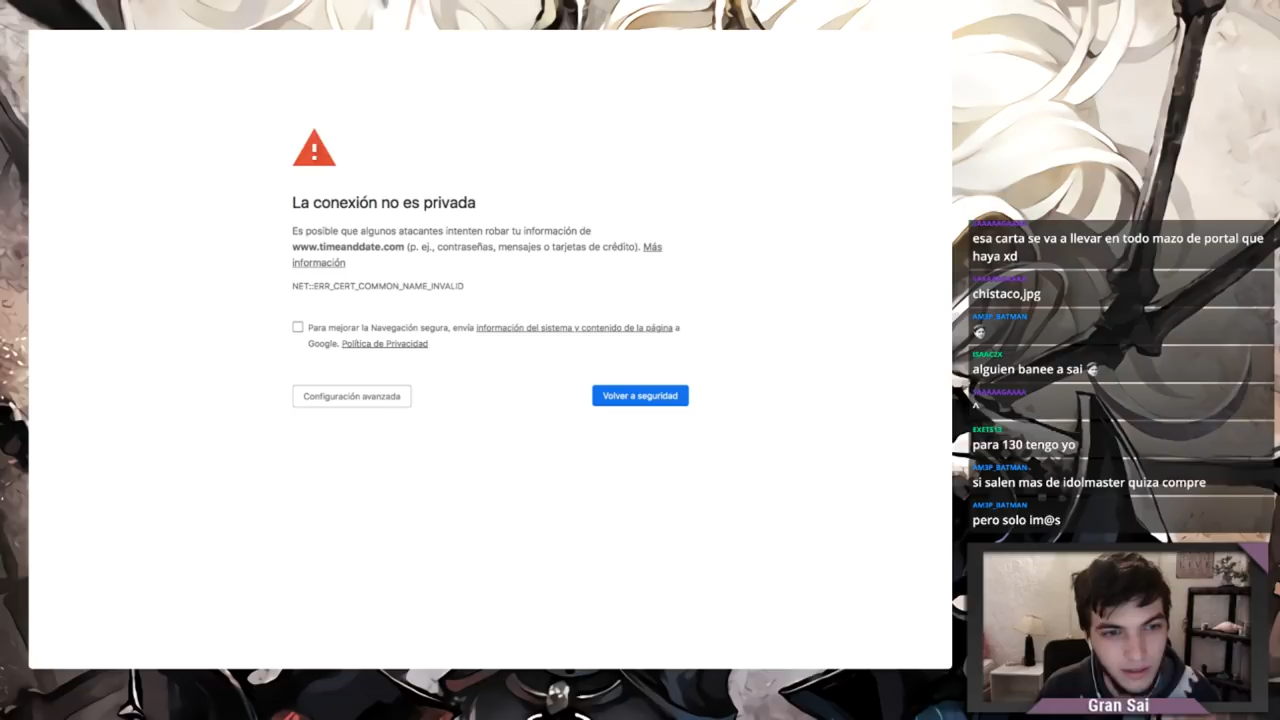 La conexión no es privada
Es posible que algunos atacantes intenten robar tu información de
www.timeanddate.com (p. ej., contraseñas, mensajes o tarjetas de crédito). Más
información
NET::ERR_CERT_COMMON_NAME_INVALID
Para mejorar la Navegación segura, envía información del sistema y contenido de la página a
Google. Política de Privacidad
Configuración avanzada
Volver a seguridad
esa carta se va a llevar en todo mazo de portal que
haya xd
chistaco,jpg
AM3P_BATMAN
ISAAC2X
alguien banee a sai
^
EXETS13
para 130 tengo yo
AM3P_BATMAN
si salen mas de idolmaster quiza compre
AM3P_BATMAN
pero solo im@s
LIVE
Gran Sai